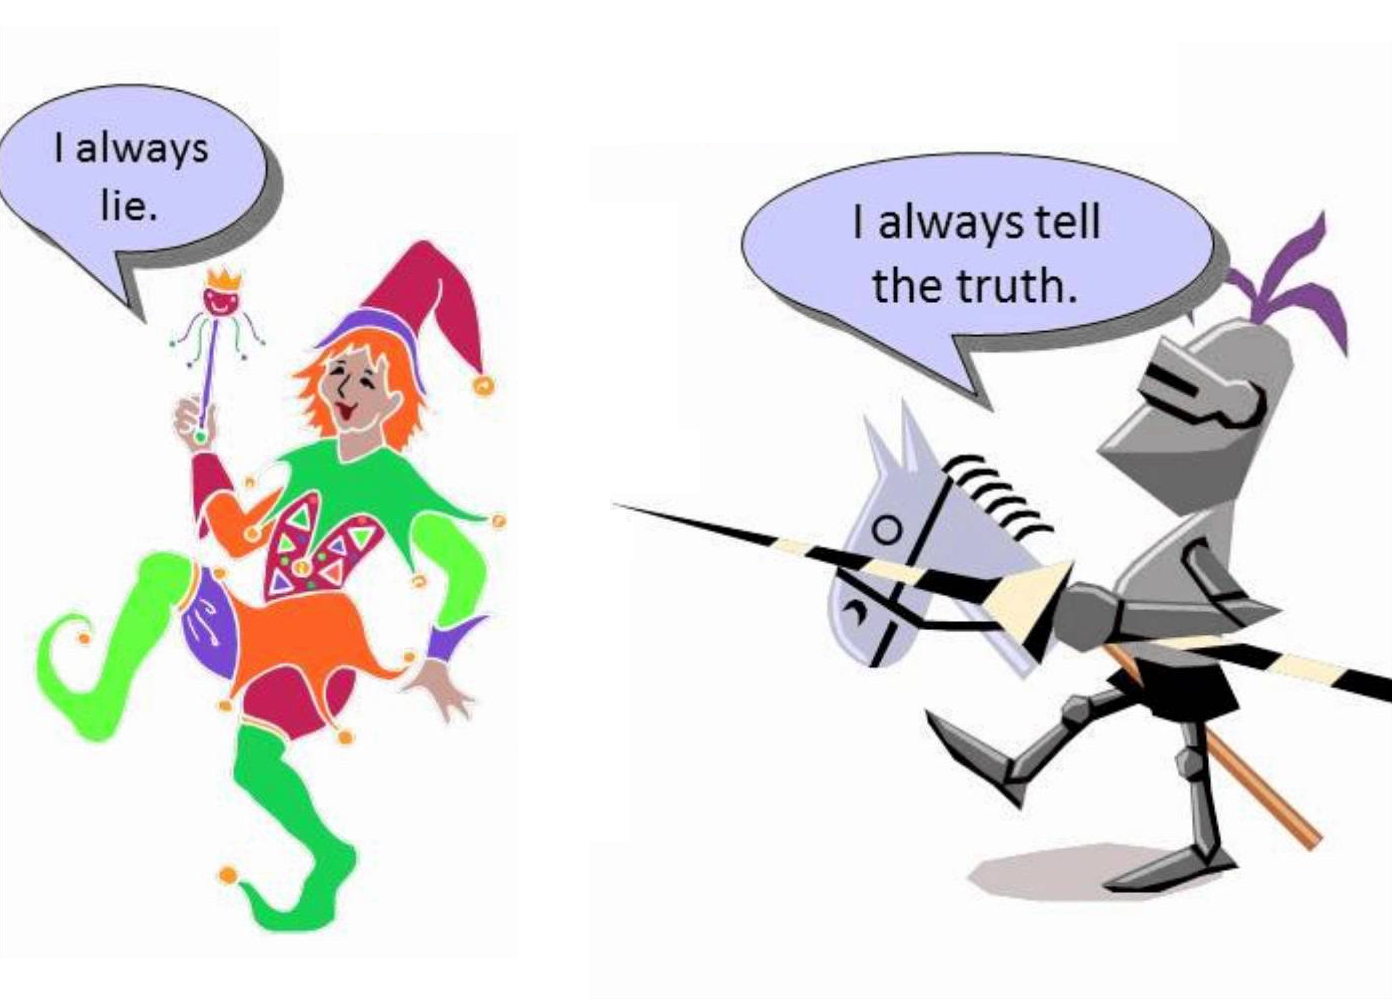 I always
lie.
I always tell
the truth.